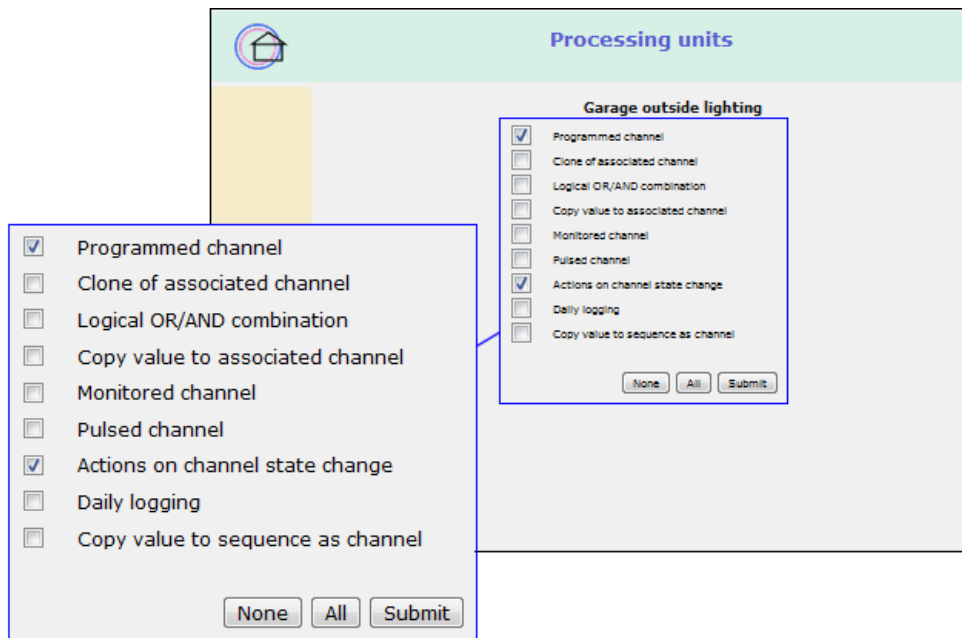 Processing units
Garage outside lighting
Programmed channel
Clone of associated channel
Logical OR/AND combination
Copy value to associated channel
Monitored channel
Pulsed channel
Actions on channel state change
Daily logging
Copy value to sequence as channel
None All Submit
Programmed channel
Clone of associated channel
Logical OR/AND combination
Copy value to associated channel
Monitored channel
Pulsed channel
Actions on channel state change
Daily logging
Copy value to sequence as channel
None All Submit